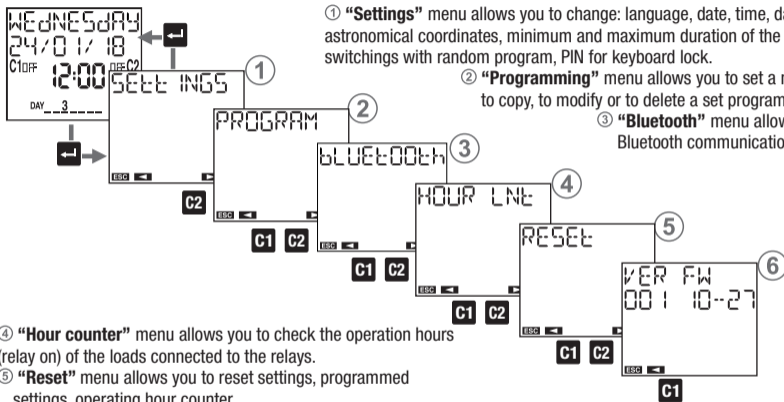 WEdNESdAY
24/01/18
C1OFF 12:00 OFFC2
DAY 3
① "Settings" menu allows you to change: language, date, time,
astronomical coordinates, minimum and maximum duration of the
switchings with random program, PIN for keyboard lock.
② "Programming" menu allows you to set a
to copy, to modify or to delete a set
③ "Bluetooth" menu
Bluetooth
SEtt INGS
①
ESC
C2
PROGRAM
②
ESC
C1 C2
bLUEtOOth
③
ESC
C1 C2
HOUR CNt
④
ESC
C1 C2
RESEt
⑤
ESC
C1 C2
VER FW
001 10--27
⑥
ESC
C1
④ "Hour counter" menu allows you to check the operation hours
(relay on) of the loads connected to the relays.
⑤ "Reset" menu allows you to reset settings, programmed
settings, operating hour counter